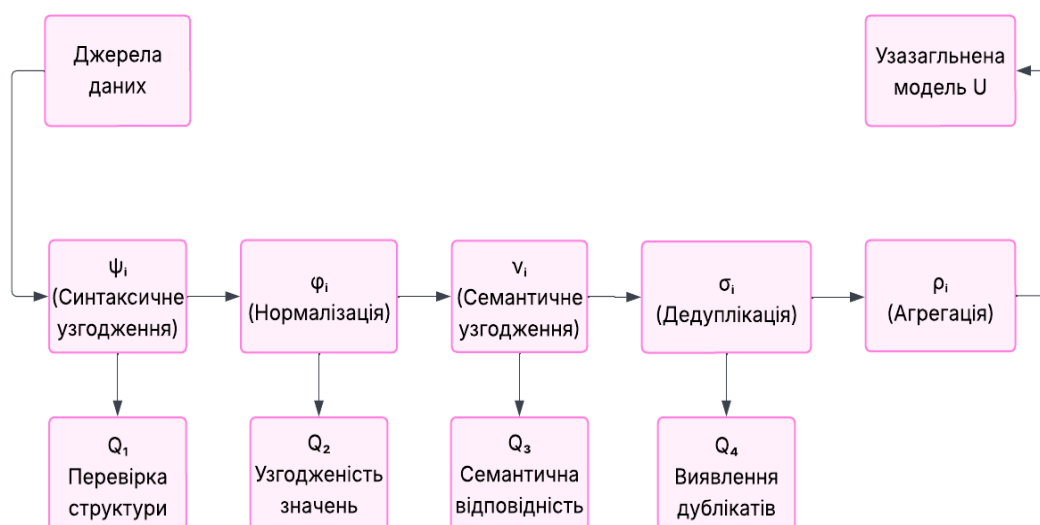 Джерела
даних
Узазагльнена
модель U
ψᵢ
(Синтаксичне
узгодження)
φᵢ
(Нормалізація)
νᵢ
(Семантичне
узгодження)
σᵢ
(Дедуплікація)
ρᵢ
(Агрегація)
Q₁
Перевірка
структури
Q₂
Узгодженість
значень
Q₃
Семантична
відповідність
Q₄
Виявлення
дублікатів